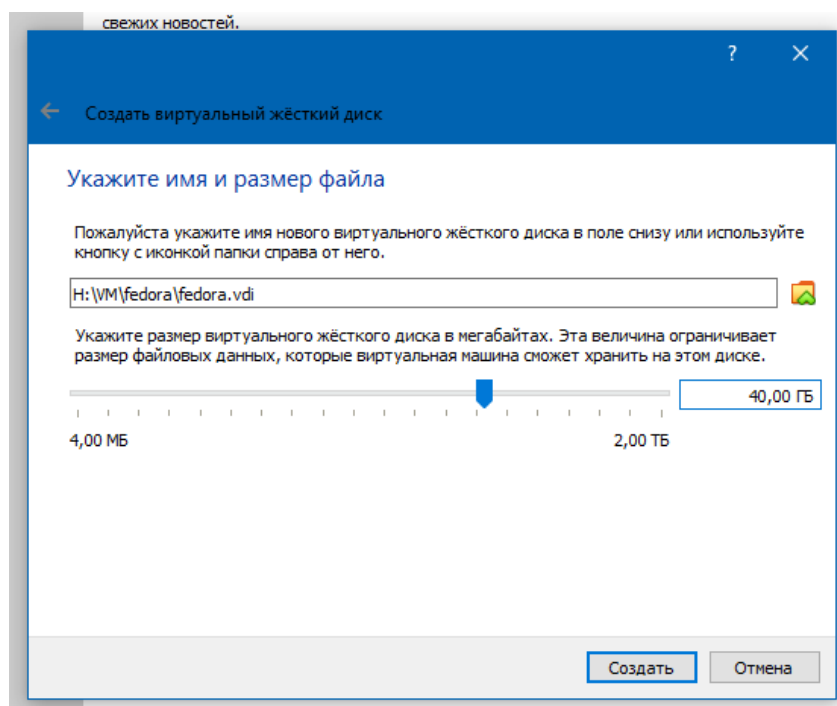 свежих новостей.
?
Создать виртуальный жёсткий диск
Укажите имя и размер файла
Пожалуйста укажите имя нового виртуального жёсткого диска в поле снизу или используйте
кнопку с иконкой папки справа от него.
H:\VM\fedora\fedora.vdi
Укажите размер виртуального жёсткого диска в мегабайтах. Эта величина ограничивает
размер файловых данных, которые виртуальная машина сможет хранить на этом диске.
40,00 ГБ
4,00 МБ 2,00 ТБ
Создать Отмена